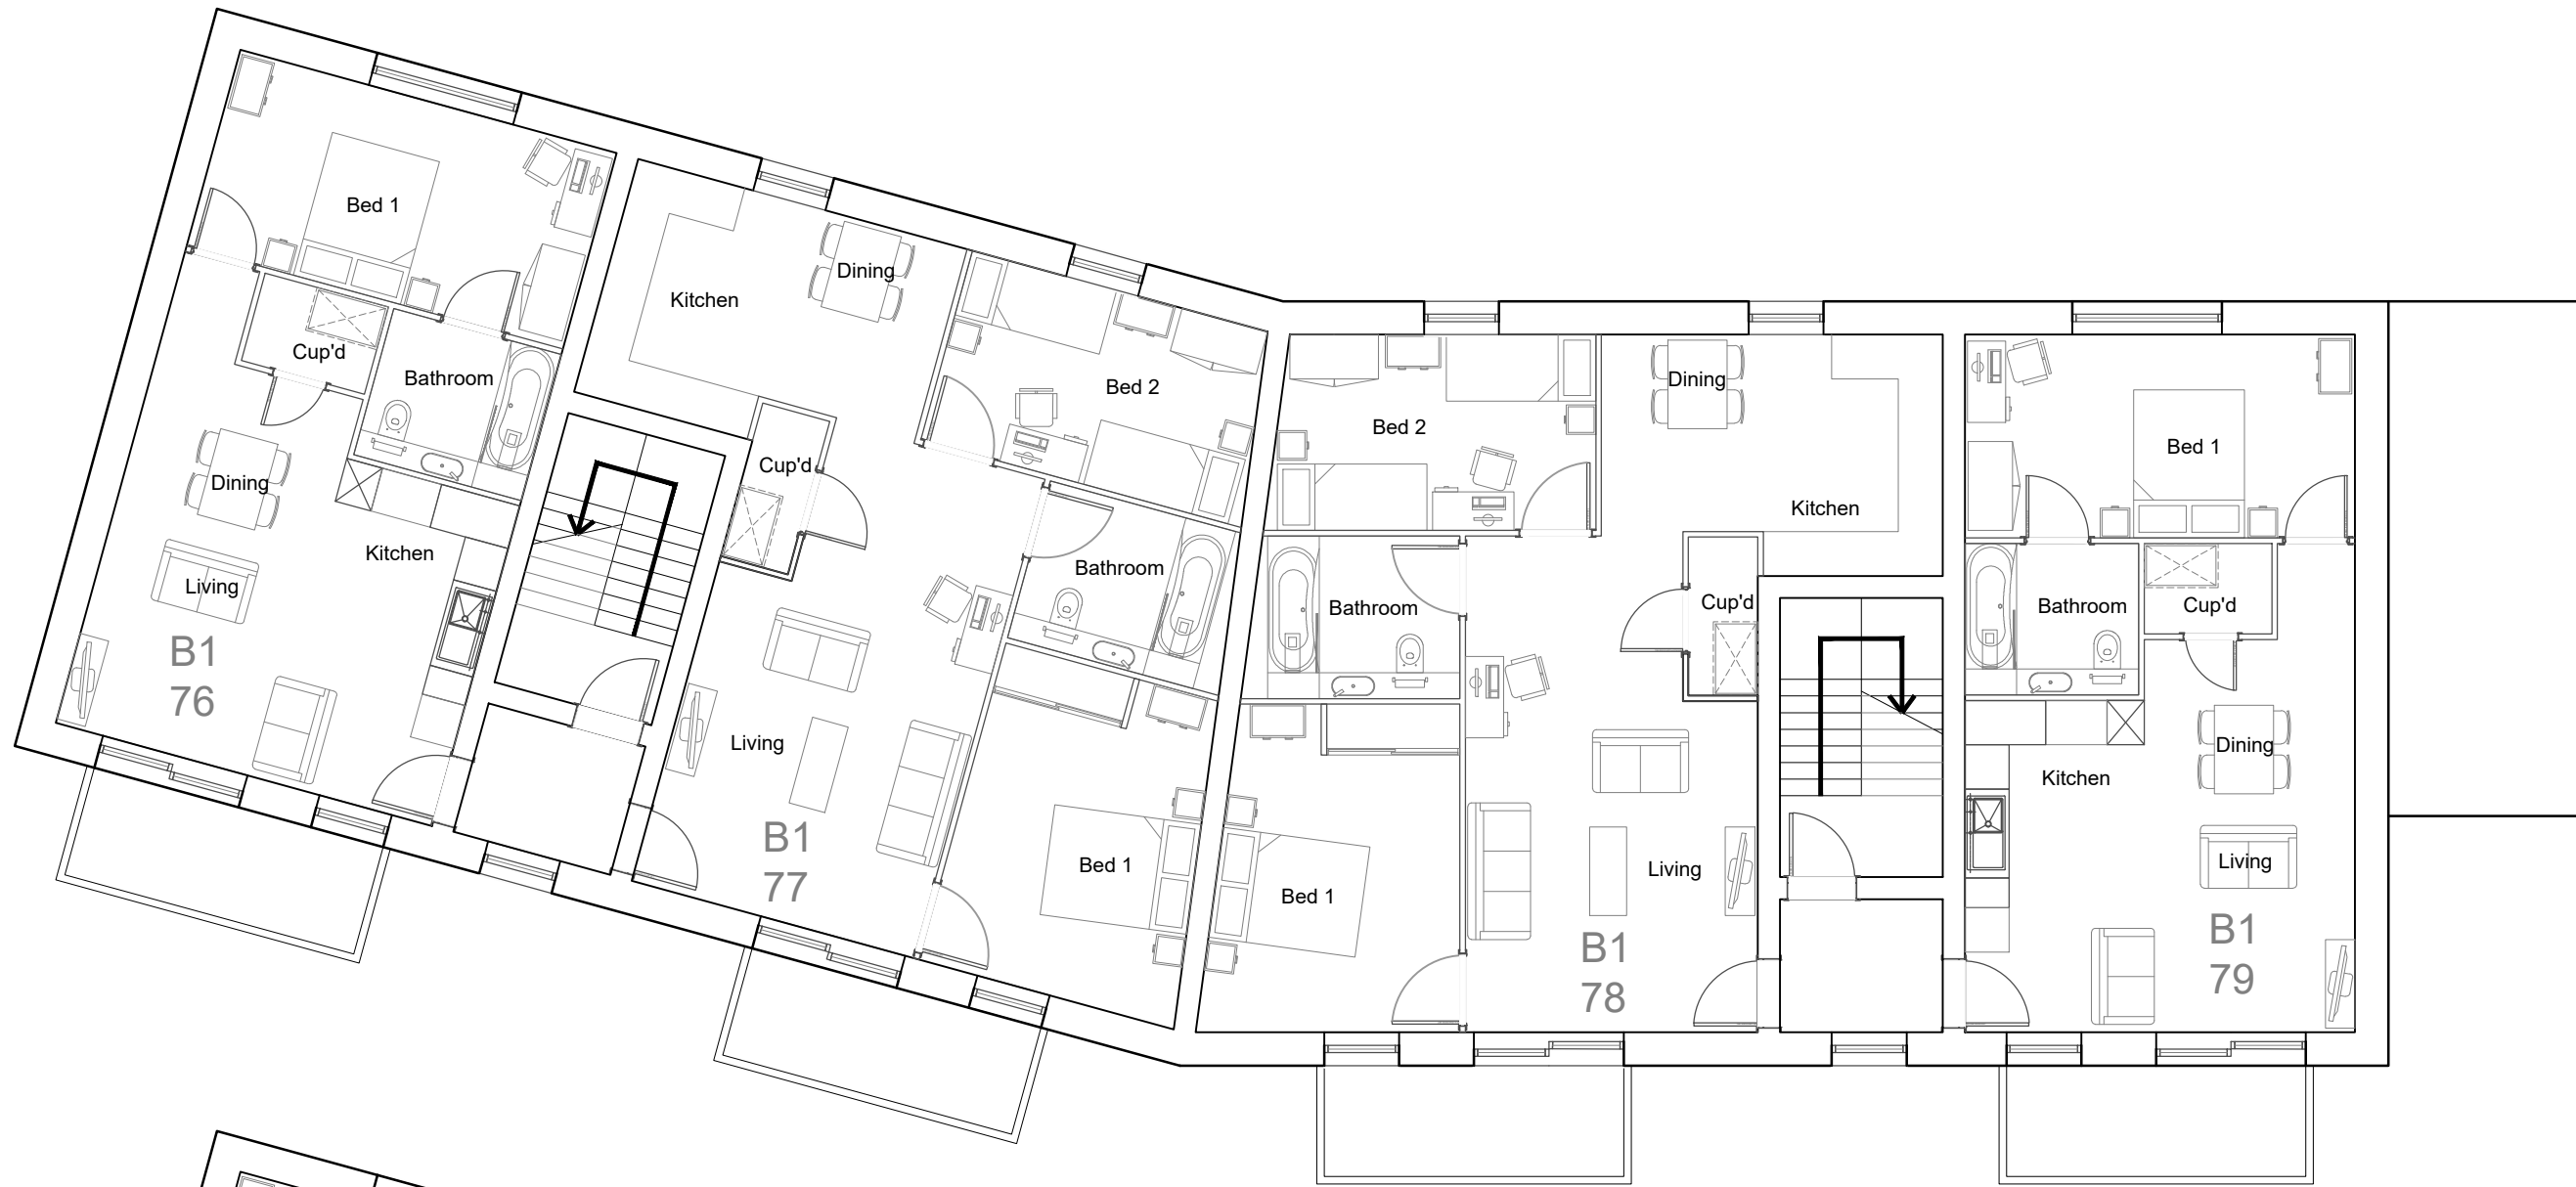 Bed 1
Cup'd
Bathroom
Dining
Kitchen
Living
B1
76
Kitchen
Dining
Bed 2
Cup'd
Bathroom
Living
B1
77
Bed 1
Bed 2
Dining
Kitchen
Bathroom
Cup'd
Living
Bed 1
B1
78
Bed 1
Bathroom
Cup'd
Dining
Kitchen
Living
B1
79